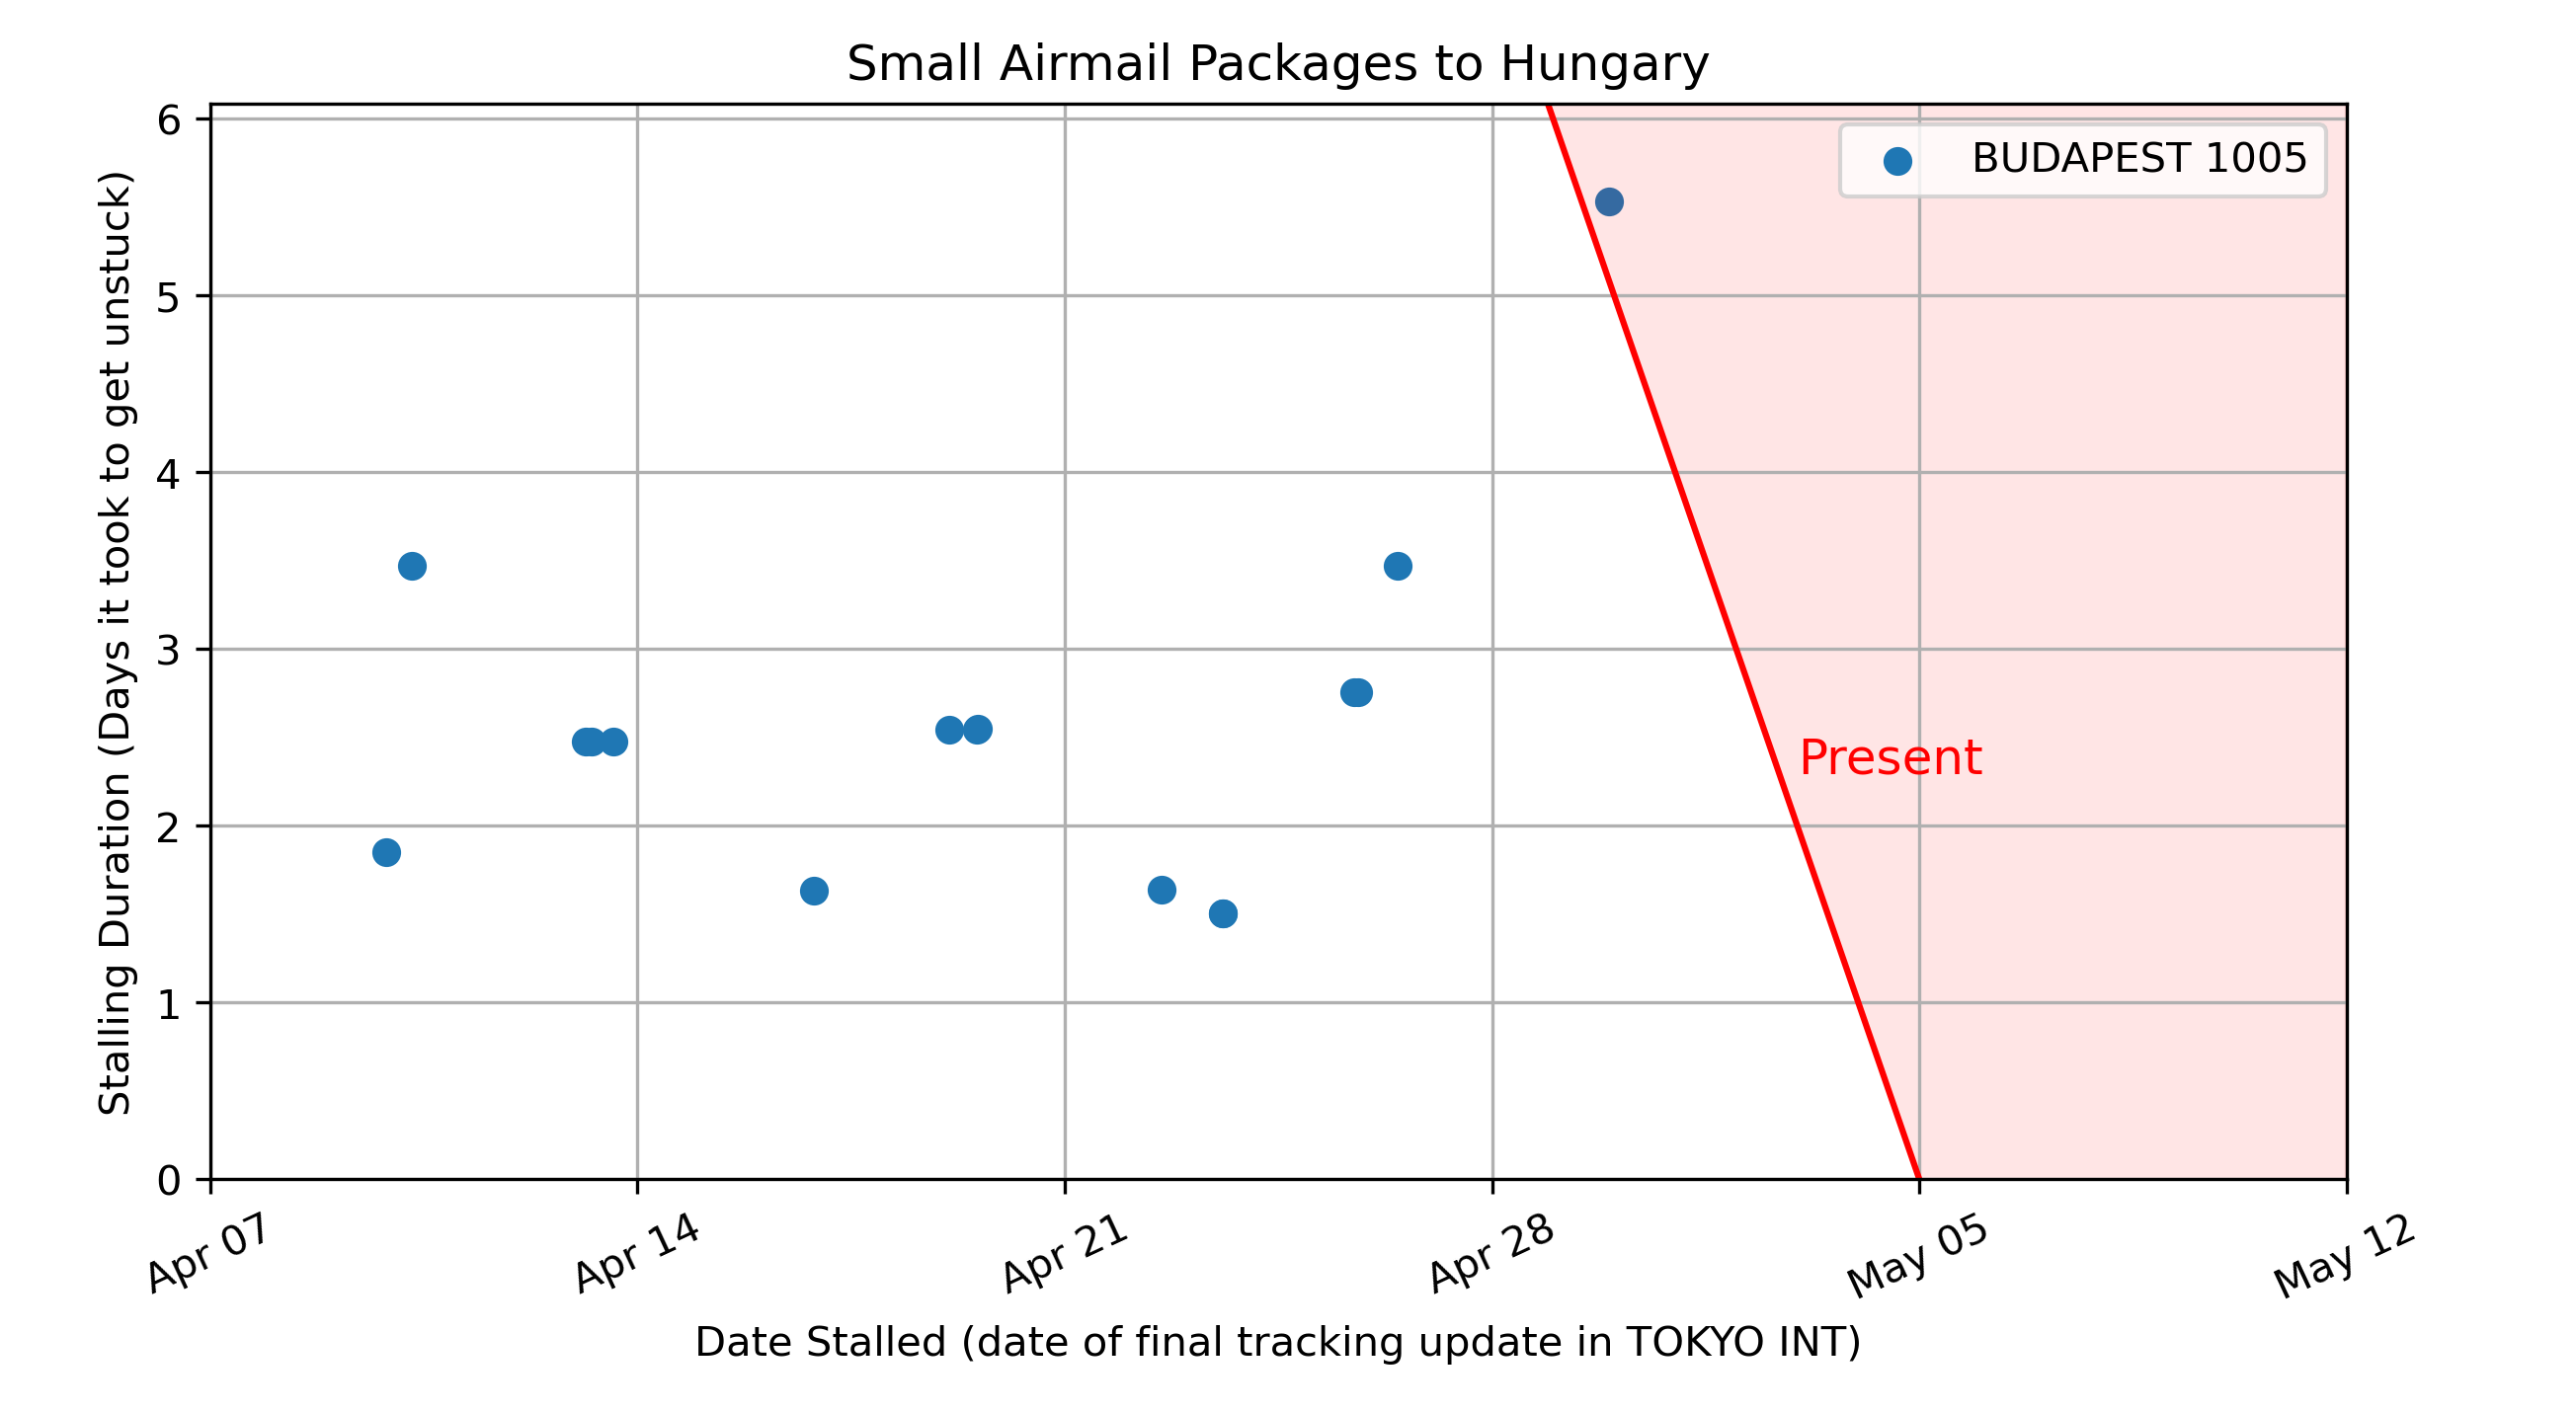 Small Airmail Packages to Hungary
BUDAPEST 1005
Stalling Duration (Days it took to get unstuck)
6
5
4
3
2
1
0
Present
Apr 07
Apr 14
Apr 21
Apr 28
May 05
May 12
Date Stalled (date of final tracking update in TOKYO INT)